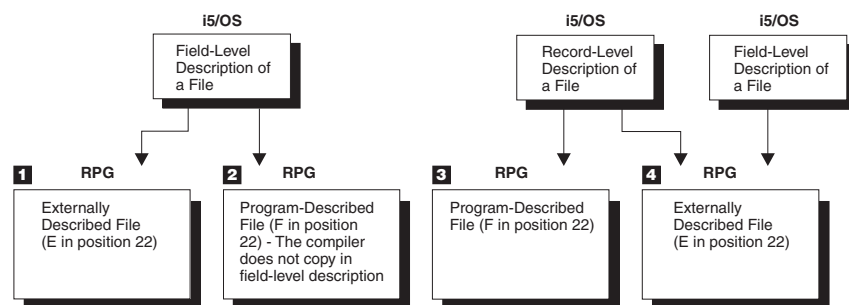 i5/OS
Field-Level
Description of
a File
i5/OS
Record-Level
Description of
a File
i5/OS
Field-Level
Description of
a File
1 RPG
Externally
Described File
(E in position 22)
2 RPG
Program-Described
File (F in position
22) - The compiler
does not copy in
field-level description
3 RPG
Program-Described
File (F in position 22)
4 RPG
Externally
Described File
(E in position 22)